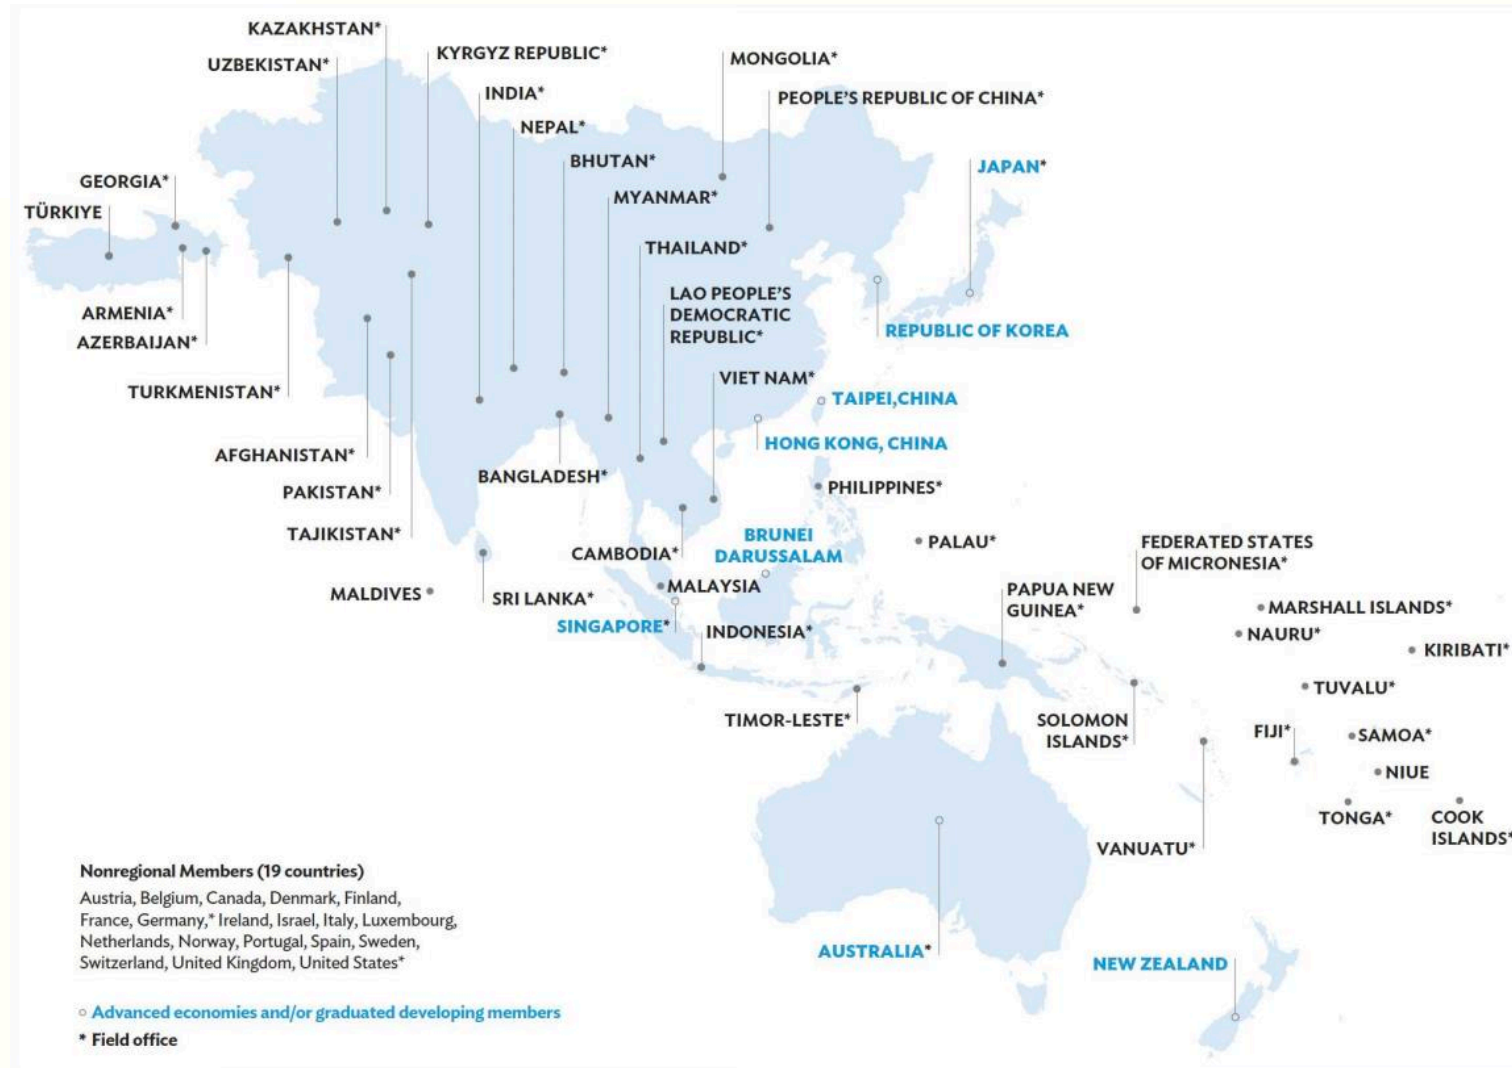 KAZAKHSTAN*
UZBEKISTAN*
KYRGYZ REPUBLIC*
MONGOLIA*
INDIA*
PEOPLE'S REPUBLIC OF CHINA*
NEPAL*
BHUTAN*
JAPAN*
GEORGIA*
MYANMAR*
TÜRKIYE
THAILAND*
LAO PEOPLE'S
DEMOCRATIC
REPUBLIC*
ARMENIA*
AZERBAIJAN*
REPUBLIC OF KOREA
TURKMENISTAN*
VIET NAM*
TAIPEI,CHINA
HONG KONG, CHINA
AFGHANISTAN*
BANGLADESH*
PAKISTAN*
PHILIPPINES*
TAJIKISTAN*
CAMBODIA*
BRUNEI
DARUSSALAM
PALAU*
FEDERATED STATES
OF MICRONESIA*
MALDIVES
SRI LANKA*
MALAYSIA
SINGAPORE*
INDONESIA*
PAPUA NEW
GUINEA*
MARSHALL ISLANDS*
NAURU*
KIRIBATI*
TUVALU*
TIMOR-LESTE*
SOLOMON
ISLANDS*
FIJI*
SAMOA*
NIUE
TONGA*
COOK
ISLANDS*
VANUATU*
AUSTRALIA*
NEW ZEALAND
Nonregional Members (19 countries)
Austria, Belgium, Canada, Denmark, Finland,
France, Germany,* Ireland, Israel, Italy, Luxembourg,
Netherlands, Norway, Portugal, Spain, Sweden,
Switzerland, United Kingdom, United States*
Advanced economies and/or graduated developing members
* Field office